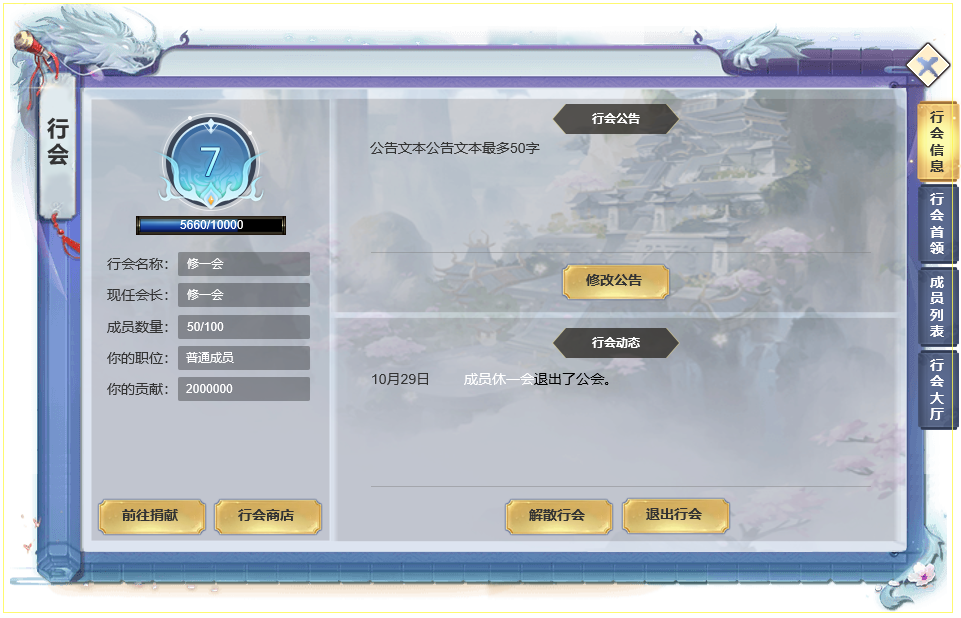 行会
7
5660/10000
行会名称： 修一会
现任会长： 修一会
成员数量： 50/100
你的职位： 普通成员
你的贡献： 2000000
前往捐献
行会商店
行会公告
公告文本公告文本最多50字
修改公告
行会动态
10月29日 成员休一会退出了公会。
解散行会
退出行会
行会信息
行会首领
成员列表
行会大厅